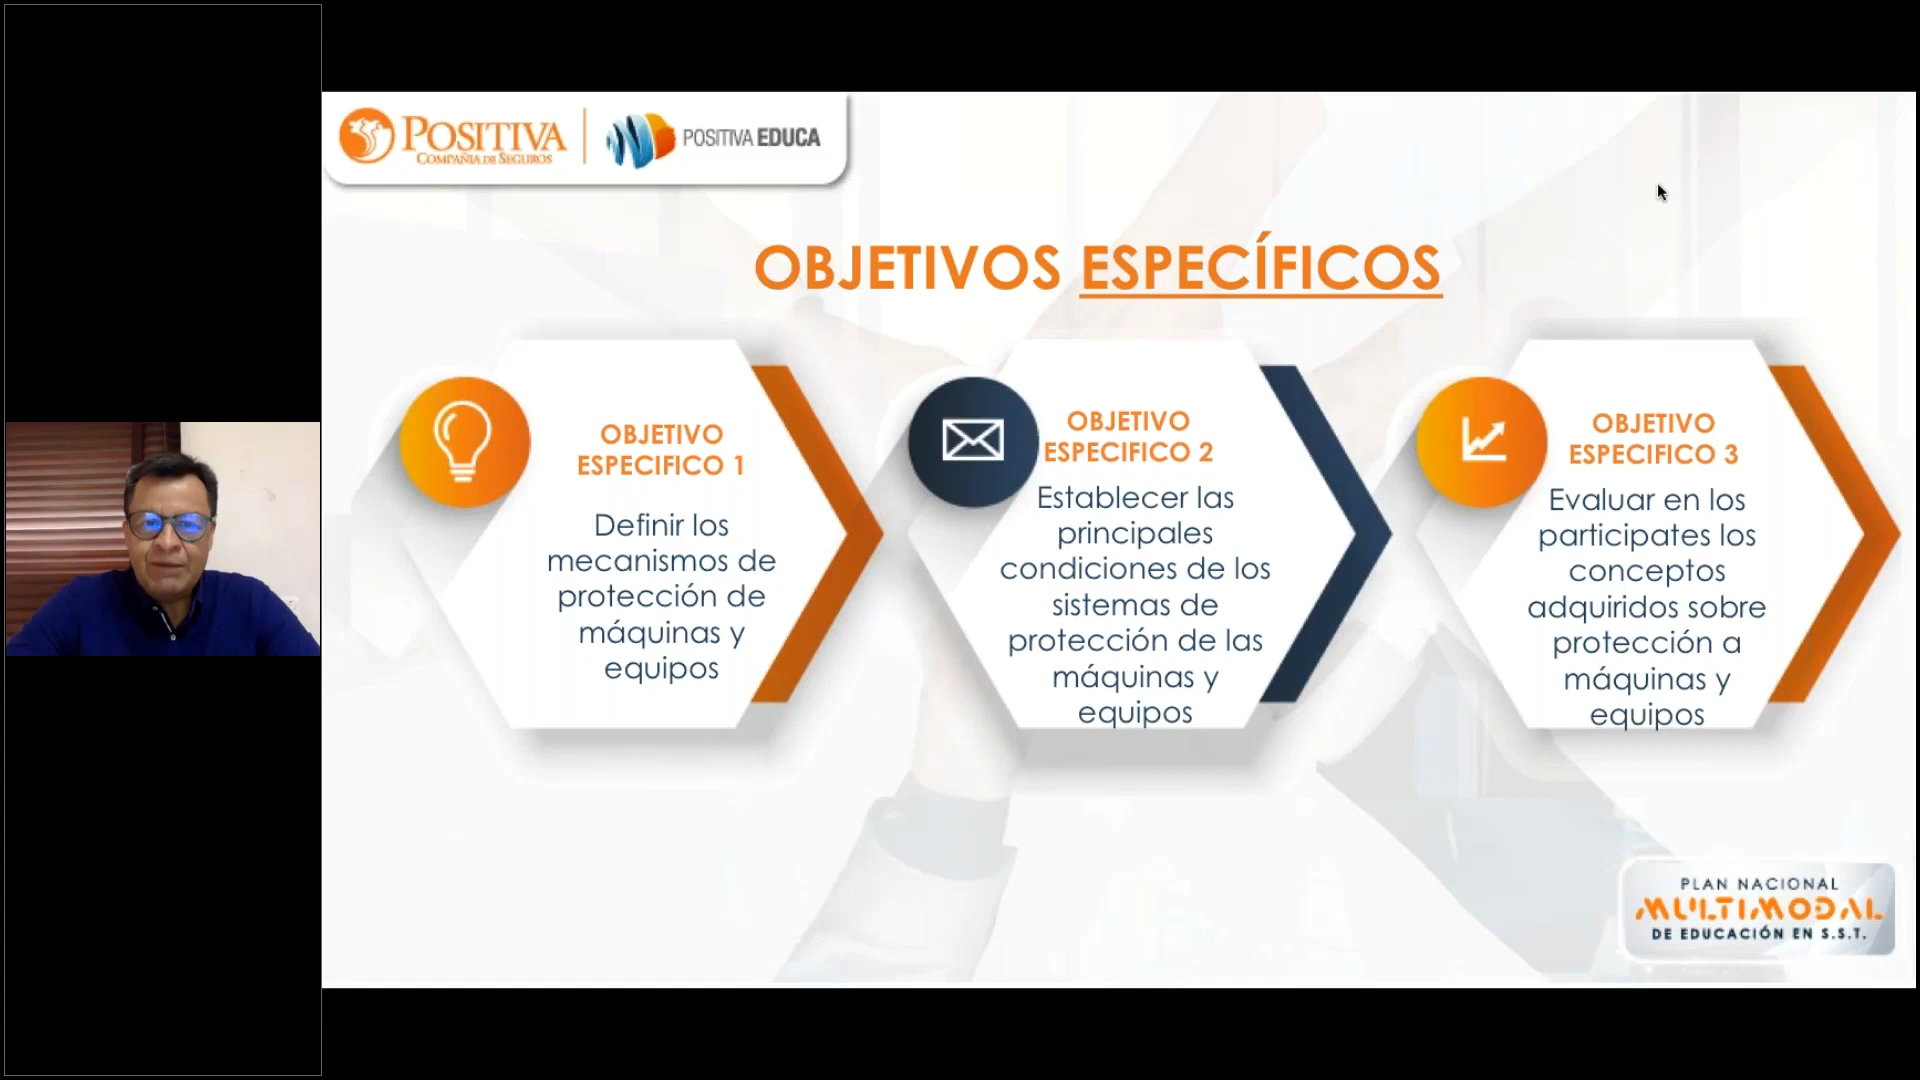 POSITIVA
COMPAÑIA DE SEGUROS
POSITIVA EDUCA
OBJETIVOS ESPECÍFICOS
OBJETIVO
ESPECIFICO 1
Definir los
mecanismos de
protección de
máquinas y
equipos
OBJETIVO
ESPECIFICO 2
Establecer las
principales
condiciones de los
sistemas de
protección de las
máquinas y
equipos
OBJETIVO
ESPECIFICO 3
Evaluar en los
participates los
conceptos
adquiridos sobre
protección a
máquinas y
equipos
PLAN NACIONAL
MULTIMODAL
DE EDUCACIÓN EN S.S.T.